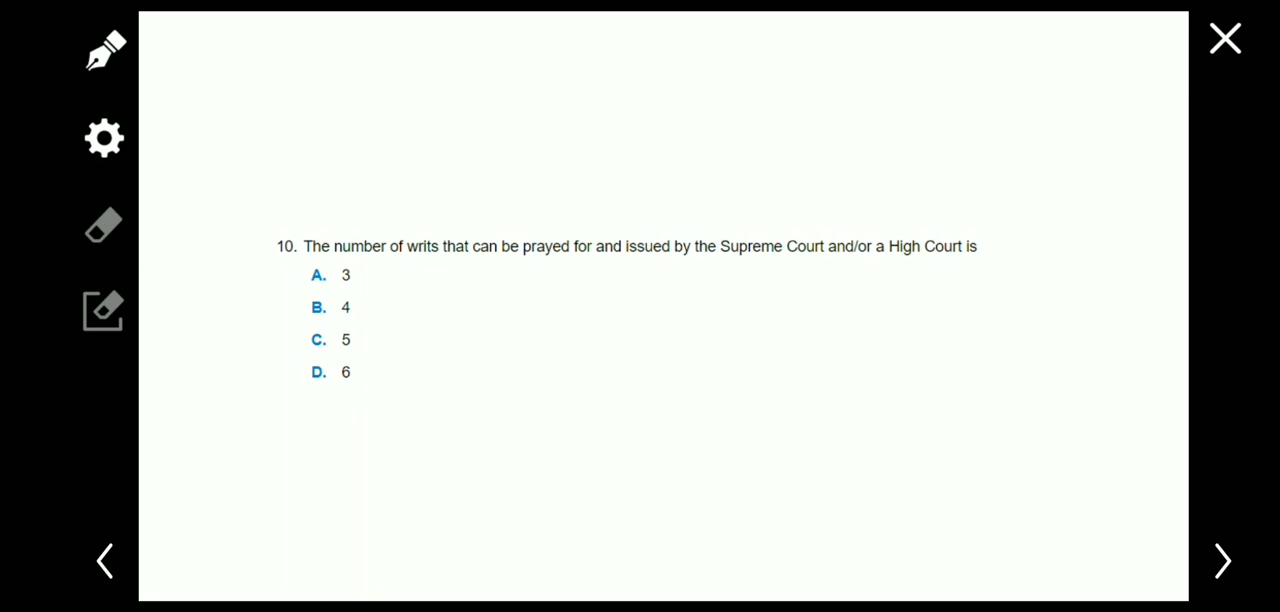 10. The number of writs that can be prayed for and issued by the Supreme Court and/or a High Court is
A. 3
B. 4
C. 5
D. 6